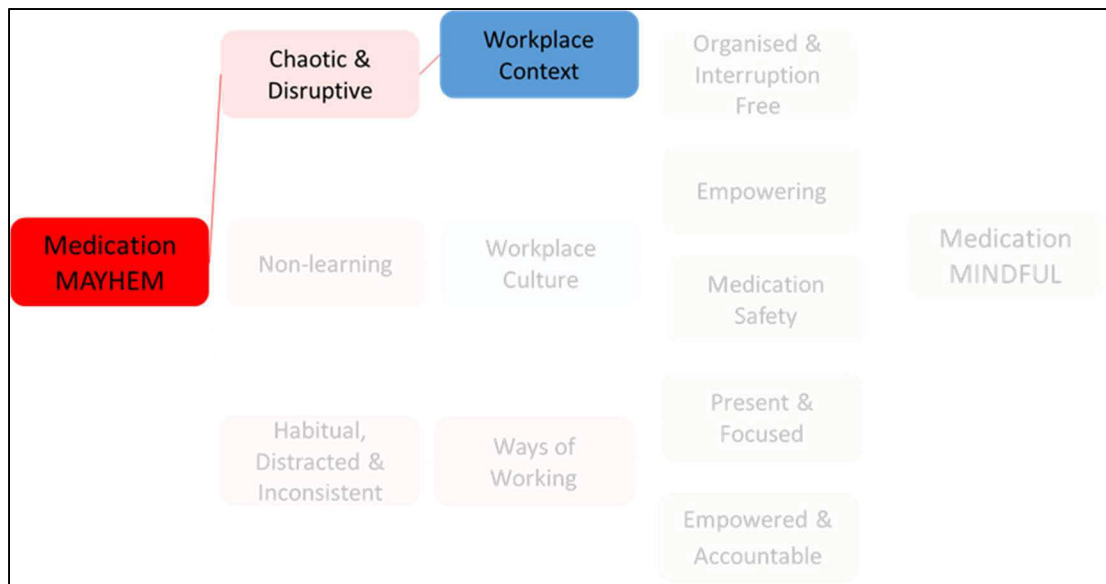 Chaotic &
Disruptive
Workplace
Context
Organised &
Interruption
Free
Empowering
Medication
MAYHEM
Non-learning
Workplace
Culture
Medication
Safety
Medication
MINDFUL
Habitual,
Distracted &
Inconsistent
Ways of
Working
Present &
Focused
Empowered &
Accountable